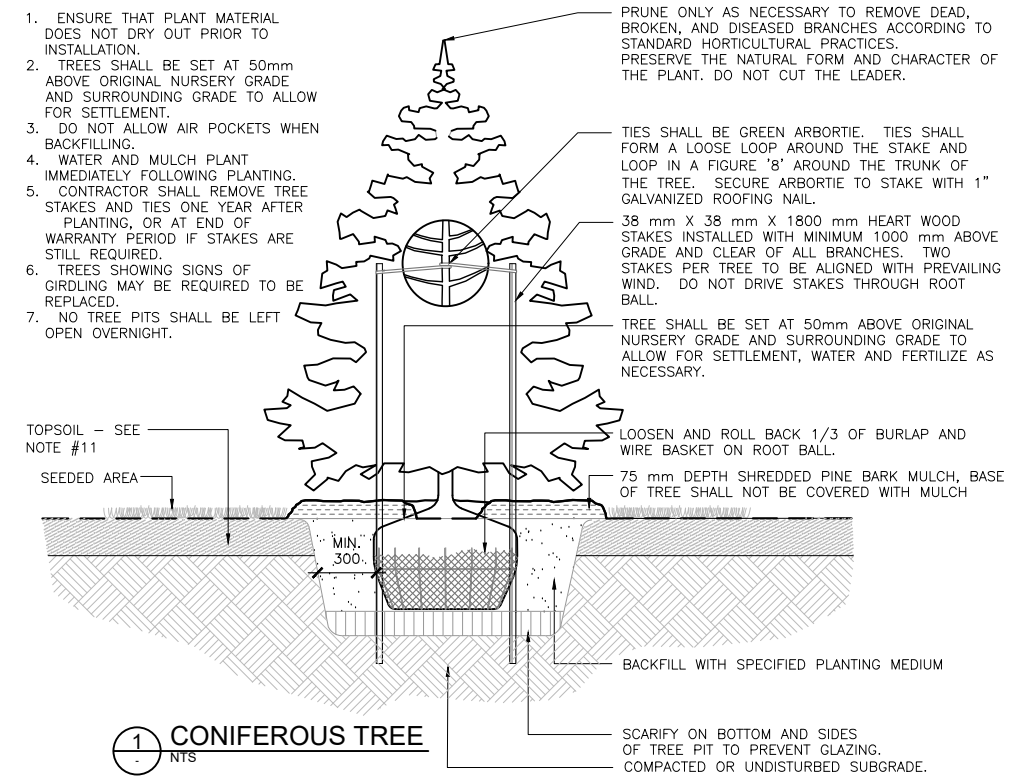 1. ENSURE THAT PLANT MATERIAL
DOES NOT DRY OUT PRIOR TO
INSTALLATION.
2. TREES SHALL BE SET AT 50mm
ABOVE ORIGINAL NURSERY GRADE
AND SURROUNDING GRADE TO ALLOW
FOR SETTLEMENT.
3. DO NOT ALLOW AIR POCKETS WHEN
BACKFILLING.
4. WATER AND MULCH PLANT
IMMEDIATELY FOLLOWING PLANTING.
5. CONTRACTOR SHALL REMOVE TREE
STAKES AND TIES ONE YEAR AFTER
PLANTING, OR AT END OF
WARRANTY PERIOD IF STAKES ARE
STILL REQUIRED.
6. TREES SHOWING SIGNS OF
GIRDLING MAY BE REQUIRED TO BE
REPLACED.
7. NO TREE PITS SHALL BE LEFT
OPEN OVERNIGHT.
TOPSOIL - SEE
NOTE #11
SEEDED AREA
MIN.
300
PRUNE ONLY AS NECESSARY TO REMOVE DEAD,
BROKEN, AND DISEASED BRANCHES ACCORDING TO
STANDARD HORTICULTURAL PRACTICES.
PRESERVE THE NATURAL FORM AND CHARACTER OF
THE PLANT. DO NOT CUT THE LEADER.
TIES SHALL BE GREEN ARBORTIE. TIES SHALL
FORM A LOOSE LOOP AROUND THE STAKE AND
LOOP IN A FIGURE '8' AROUND THE TRUNK OF
THE TREE. SECURE ARBORTIE TO STAKE WITH 1"
GALVANIZED ROOFING NAIL.
38 mm X 38 mm X 1800 mm HEART WOOD
STAKES INSTALLED WITH MINIMUM 1000 mm ABOVE
GRADE AND CLEAR OF ALL BRANCHES. TWO
STAKES PER TREE TO BE ALIGNED WITH PREVAILING
WIND. DO NOT DRIVE STAKES THROUGH ROOT
BALL.
TREE SHALL BE SET AT 50mm ABOVE ORIGINAL
NURSERY GRADE AND SURROUNDING GRADE TO
ALLOW FOR SETTLEMENT, WATER AND FERTILIZE AS
NECESSARY.
LOOSEN AND ROLL BACK 1/3 OF BURLAP AND
WIRE BASKET ON ROOT BALL.
75 mm DEPTH SHREDDED PINE BARK MULCH, BASE
OF TREE SHALL NOT BE COVERED WITH MULCH
BACKFILL WITH SPECIFIED PLANTING MEDIUM
SCARIFY ON BOTTOM AND SIDES
OF TREE PIT TO PREVENT GLAZING.
COMPACTED OR UNDISTURBED SUBGRADE.
1
-
CONIFEROUS TREE
NTS